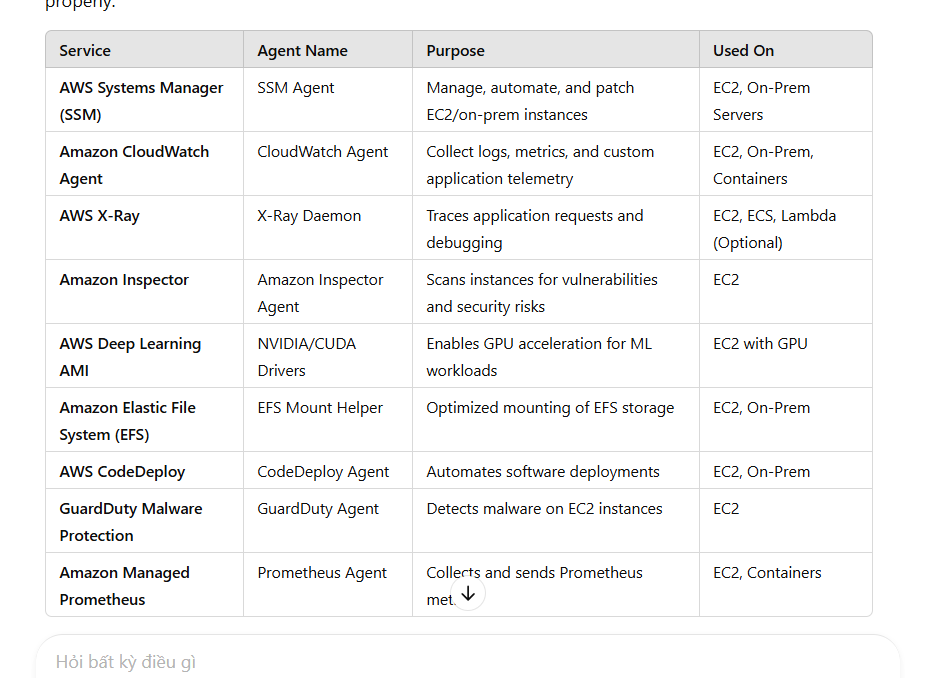 properly.
Service Agent Name Purpose Used On
AWS Systems Manager SSM Agent Manage, automate, and patch EC2, On-Prem
(SSM) EC2/on-prem instances Servers
Amazon CloudWatch CloudWatch Agent Collect logs, metrics, and custom EC2, On-Prem,
Agent application telemetry Containers
AWS X-Ray X-Ray Daemon Traces application requests and EC2, ECS, Lambda
debugging (Optional)
Amazon Inspector Amazon Inspector Scans instances for vulnerabilities EC2
Agent and security risks
AWS Deep Learning NVIDIA/CUDA Enables GPU acceleration for ML EC2 with GPU
AMI Drivers workloads
Amazon Elastic File EFS Mount Helper Optimized mounting of EFS storage EC2, On-Prem
System (EFS)
AWS CodeDeploy CodeDeploy Agent Automates software deployments EC2, On-Prem
GuardDuty Malware GuardDuty Agent Detects malware on EC2 instances EC2
Protection
Amazon Managed Prometheus Agent Collects and sends Prometheus EC2, Containers
Prometheus
Hỏi bất kỳ điều gì